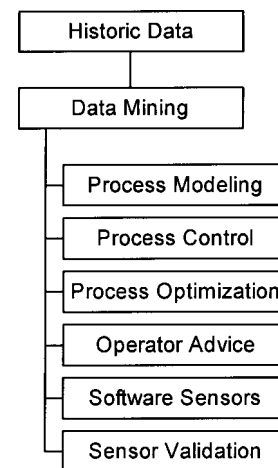 Historic Data
Data Mining
Process Modeling
Process Control
Process Optimization
Operator Advice
Software Sensors
Sensor Validation